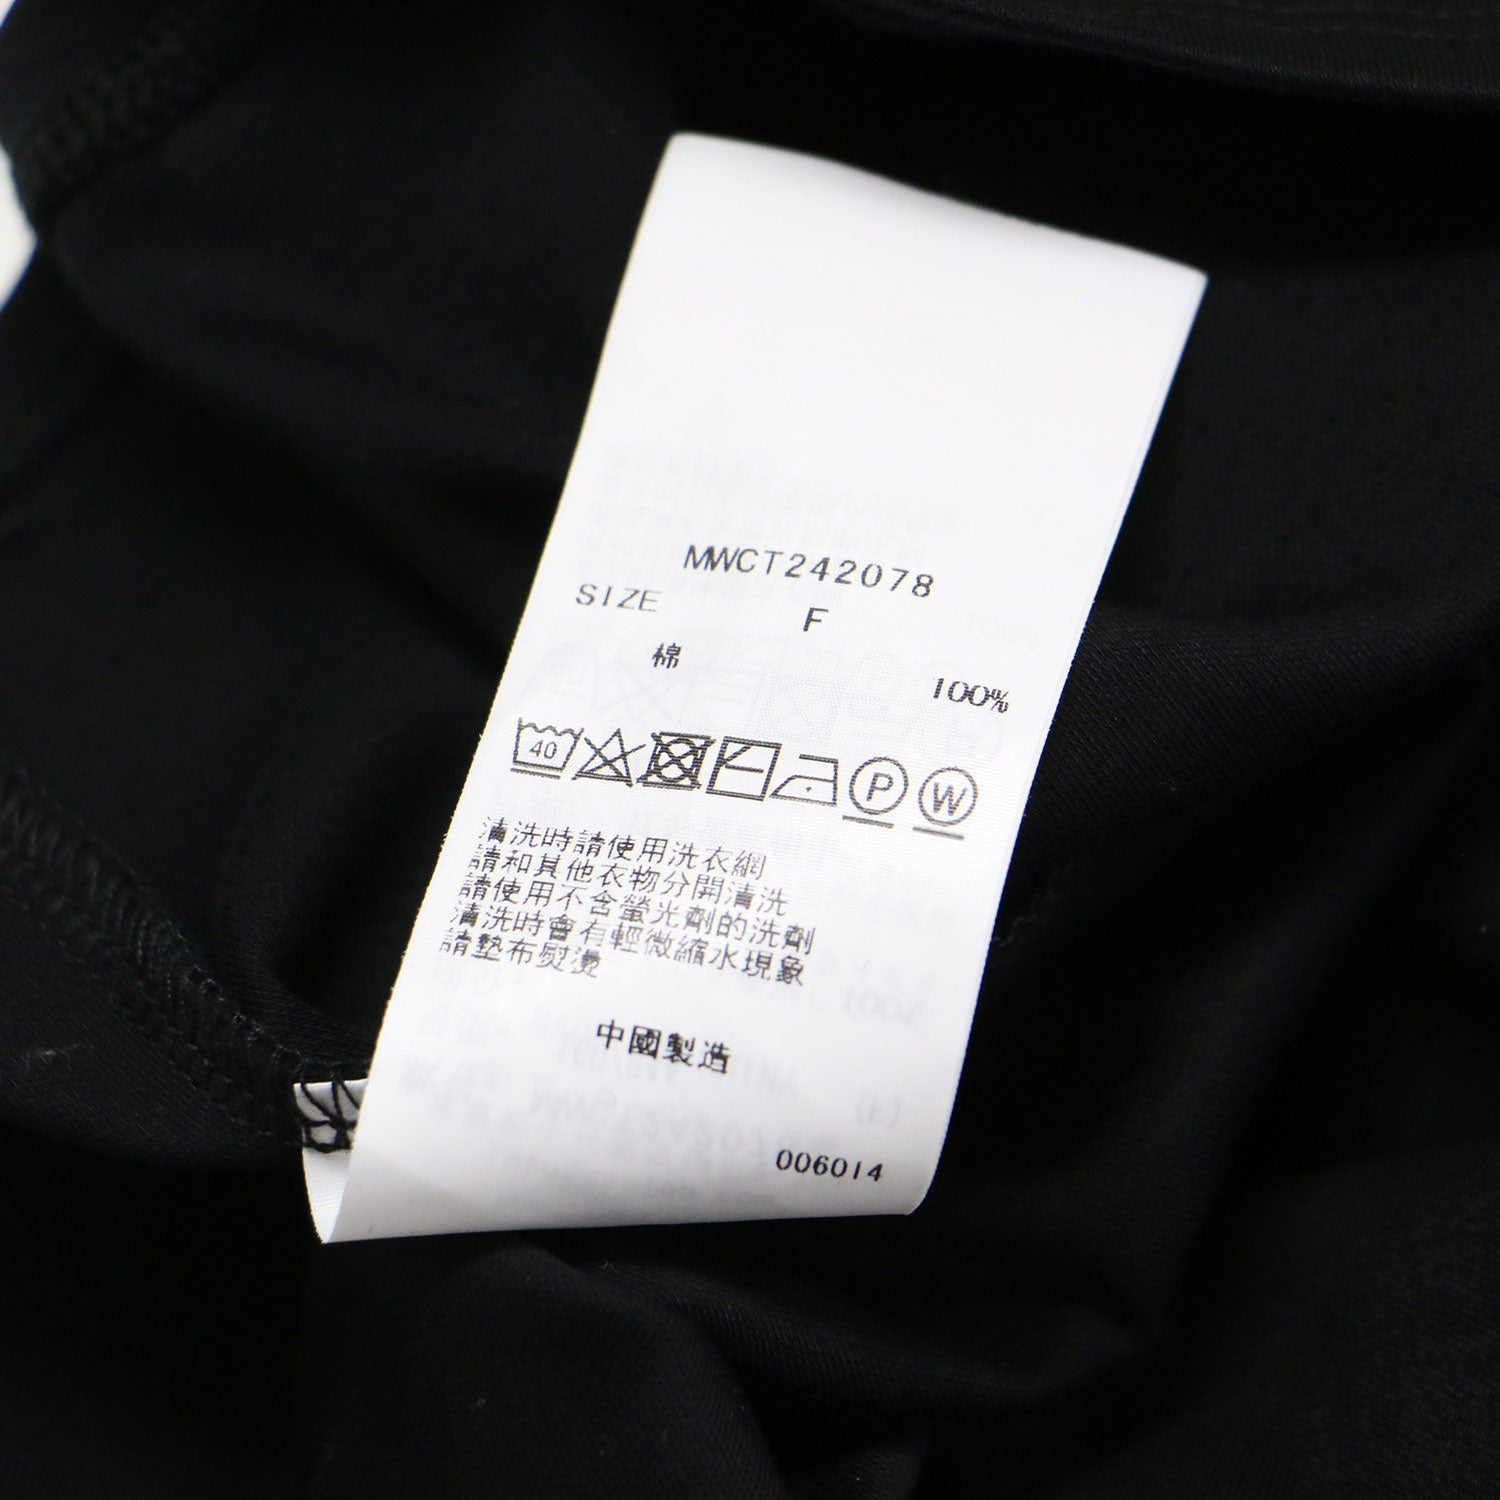 MWCT242078
SIZE F
棉 100%
40 P W
清洗時請使用洗衣網
請和其他衣物分開清洗
請使用不含螢光劑的洗劑
清洗時會有輕微縮水現象
請墊布熨燙
中國製造
006014